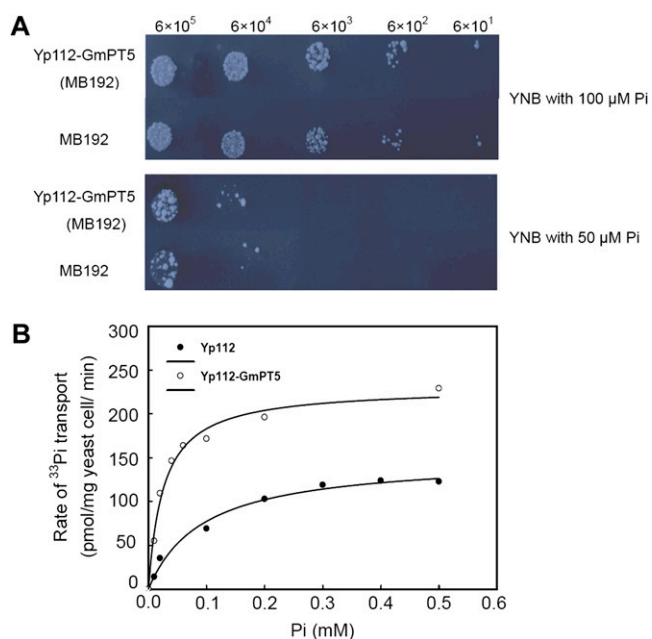 A
6×10⁵ 6×10⁴ 6×10³ 6×10² 6×10¹
Yp112-GmPT5
(MB192)
YNB with 100 μM Pi
MB192
Yp112-GmPT5
(MB192)
YNB with 50 μM Pi
MB192
B
300
250
200
150
100
50
0
Rate of ³³Pi transport
(pmol/mg yeast cell/ min)
Yp112
Yp112-GmPT5
0.0 0.1 0.2 0.3 0.4 0.5 0.6
Pi (mM)